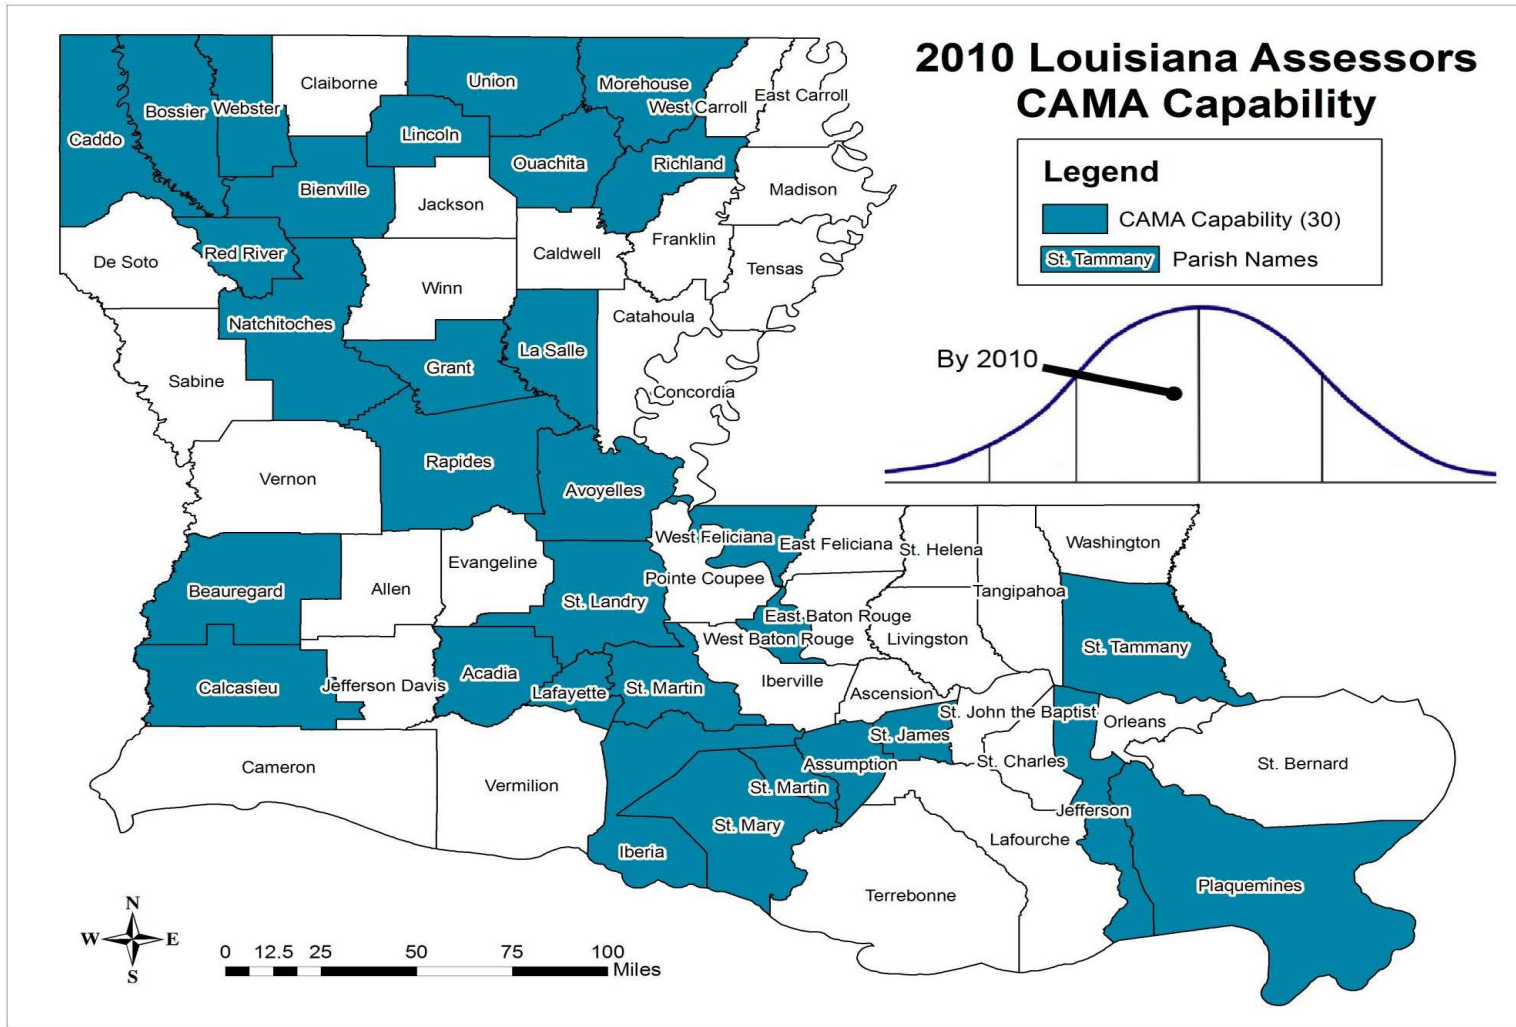 2010 Louisiana Assessors
CAMA Capability
Legend
CAMA Capability (30)
St. Tammany Parish Names
By 2010
Claiborne
Union
Morehouse
West Carroll
East Carroll
Caddo
Bossier
Webster
Lincoln
Ouachita
Richland
Madison
Bienville
Jackson
De Soto
Red River
Caldwell
Franklin
Tensas
Winn
Natchitoches
Catahoula
La Salle
Grant
Sabine
Concordia
Rapides
Vernon
Avoyelles
West Feliciana
East Feliciana
St. Helena
Washington
Evangeline
Beauregard
Allen
Pointe Coupee
Tangipahoa
St. Landry
East Baton Rouge
West Baton Rouge
Livingston
St. Tammany
Calcasieu
Jefferson Davis
Acadia
Lafayette
St. Martin
Iberville
Ascension
St. John the Baptist
Orleans
St. James
Cameron
Vermilion
Assumption
St. Charles
St. Bernard
St. Martin
Jefferson
St. Mary
Lafourche
Iberia
Terrebonne
Plaquemines
N
W E
S
0 12.5 25 50 75 100
Miles